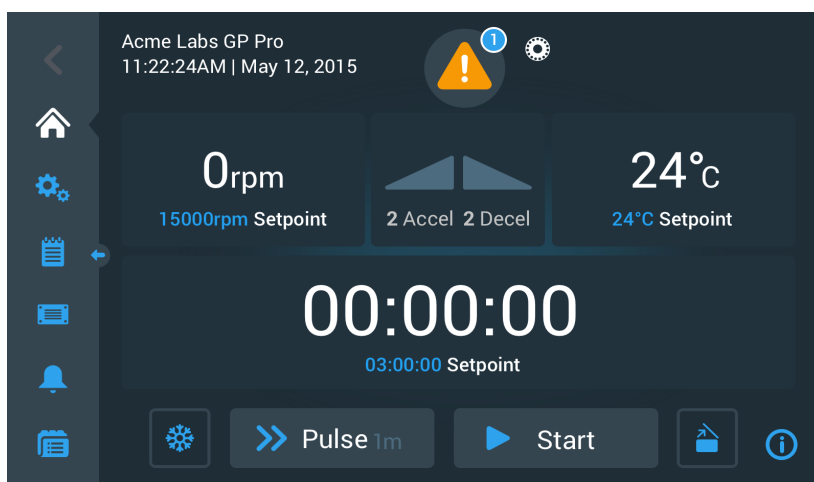 Acme Labs GP Pro
1
11:22:24AM | May 12, 2015
0rpm
24°C
15000rpm Setpoint
2 Accel 2 Decel
24°C Setpoint
00:00:00
03:00:00 Setpoint
Pulse 1m
Start